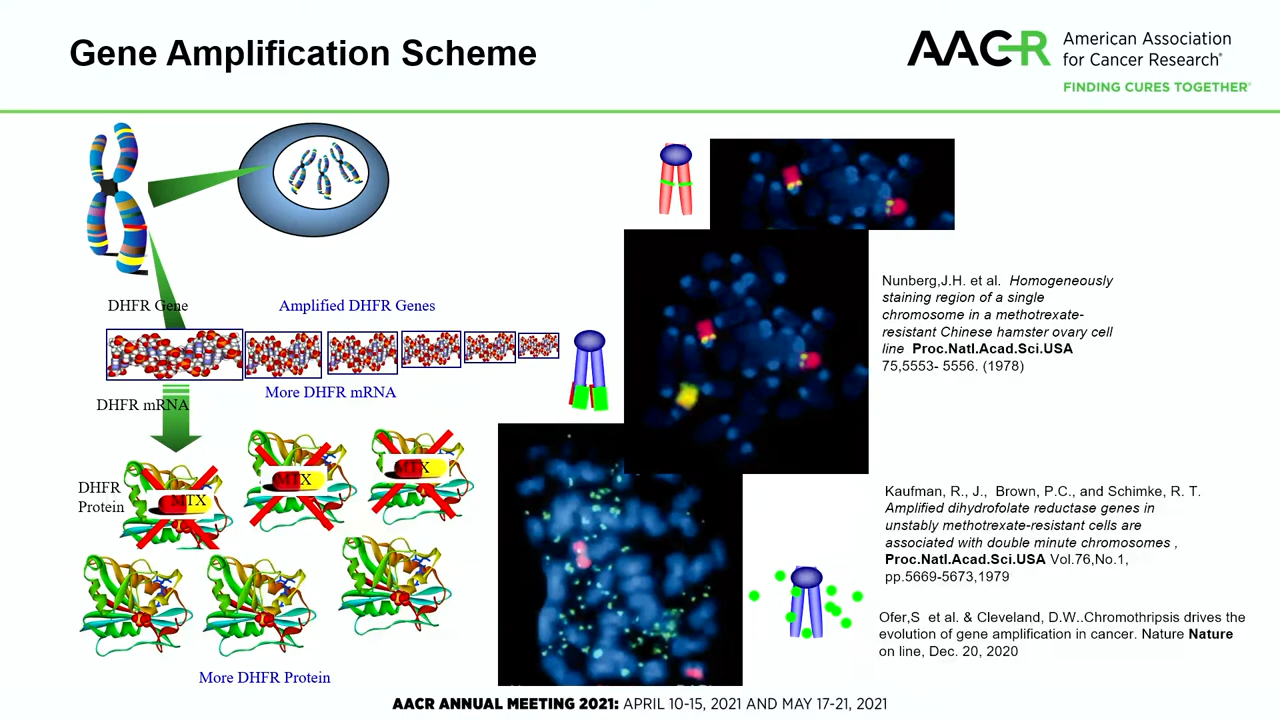 Gene Amplification Scheme
AACR
American Association
for Cancer Research®
FINDING CURES TOGETHER®
DHFR Gene
Amplified DHFR Genes
More DHFR mRNA
DHFR mRNA
DHFR
Protein
MTX
MTX
MTX
More DHFR Protein
Nunberg,J.H. et al. Homogeneously
staining region of a single
chromosome in a methotrexate-
resistant Chinese hamster ovary cell
line Proc.Natl.Acad.Sci.USA
75,5553- 5556. (1978)
Kaufman, R., J., Brown, P.C., and Schimke, R. T.
Amplified dihydrofolate reductase genes in
unstably methotrexate-resistant cells are
associated with double minute chromosomes ,
Proc.Natl.Acad.Sci.USA Vol.76,No.1,
pp.5669-5673,1979
Ofer,S et al. & Cleveland, D.W..Chromothripsis drives the
evolution of gene amplification in cancer. Nature Nature
on line, Dec. 20, 2020
AACR ANNUAL MEETING 2021: APRIL 10-15, 2021 AND MAY 17-21, 2021